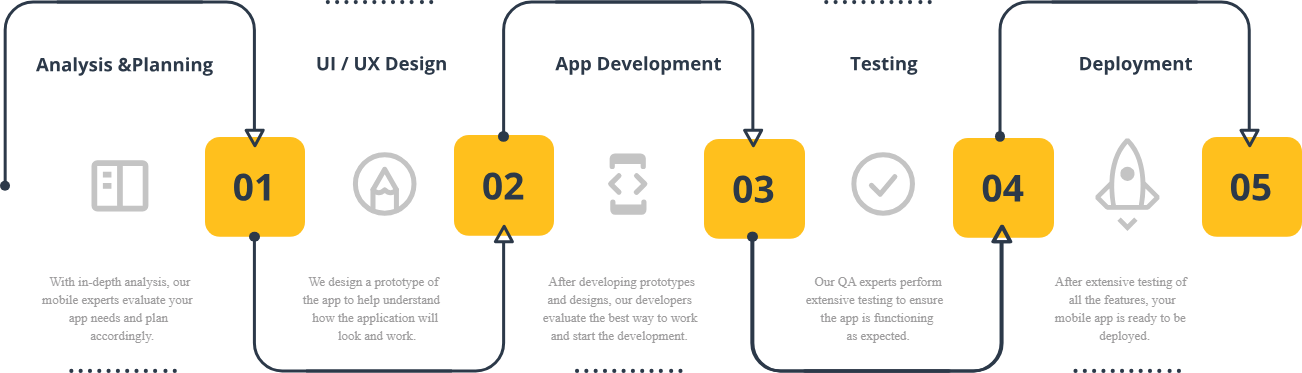 Analysis &Planning
01
With in-depth analysis, our
mobile experts evaluate your
app needs and plan
accordingly.
UI / UX Design
02
We design a prototype of
the app to help understand
how the application will
look and work.
App Development
03
After developing prototypes
and designs, our developers
evaluate the best way to work
and start the development.
Testing
04
Our QA experts perform
extensive testing to ensure
the app is functioning
as expected.
Deployment
05
After extensive testing of
all the features, your
mobile app is ready to be
deployed.